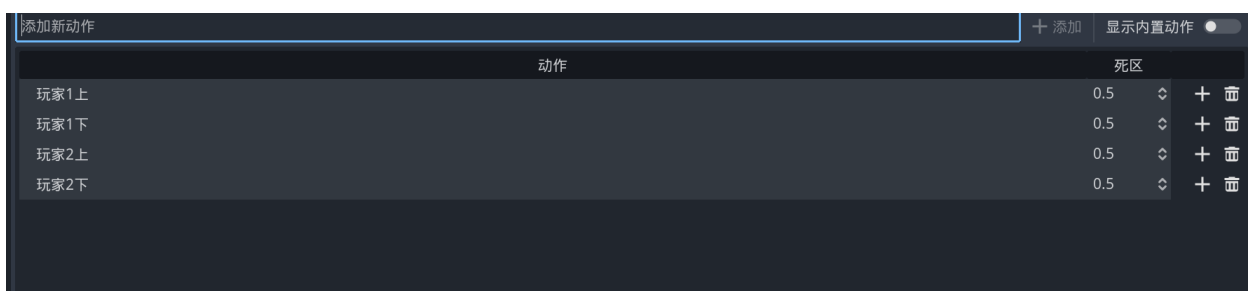 添加新动作 添加 显示内置动作
动作 死区
玩家1上 0.5
玩家1下 0.5
玩家2上 0.5
玩家2下 0.5